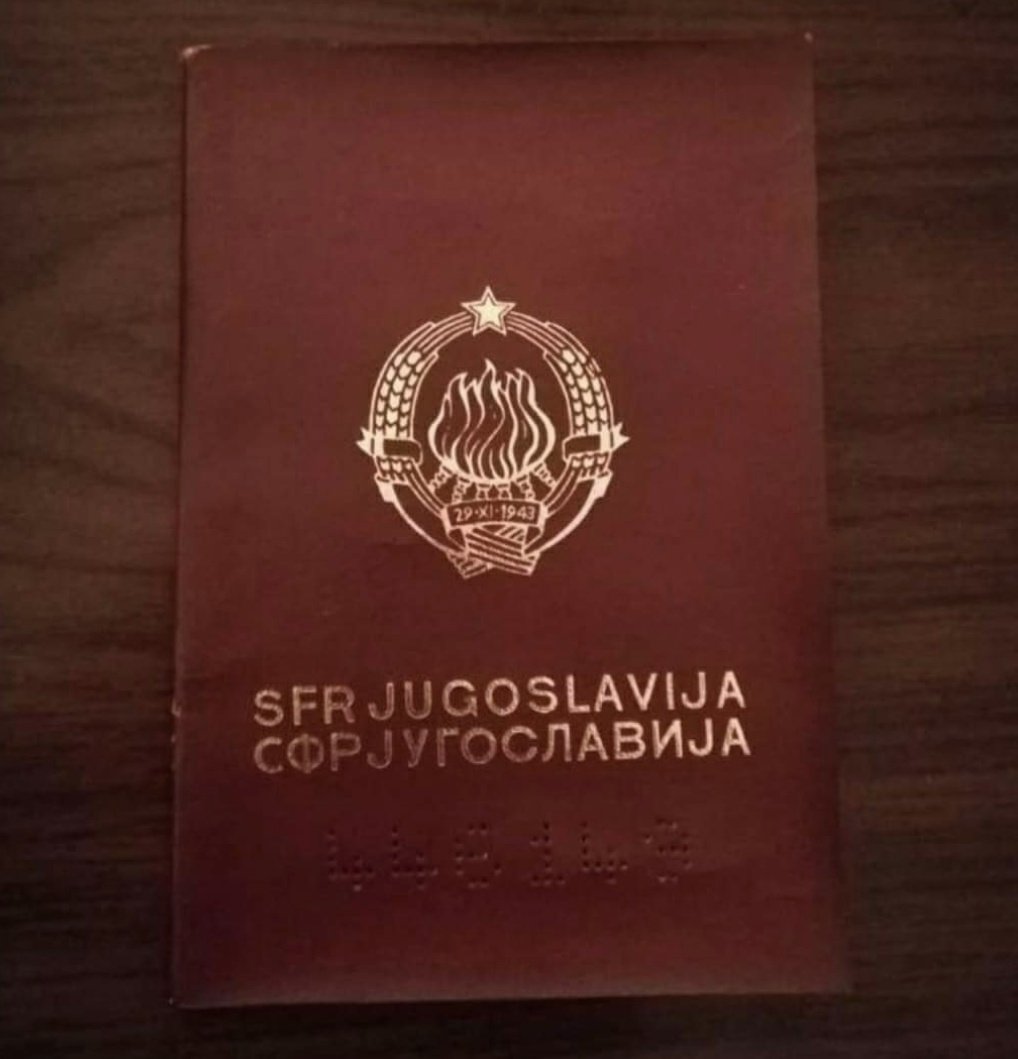 29·XI·1943
SFR JUGOSLAVIJA
СФР ЈУГОСЛАВИЈА